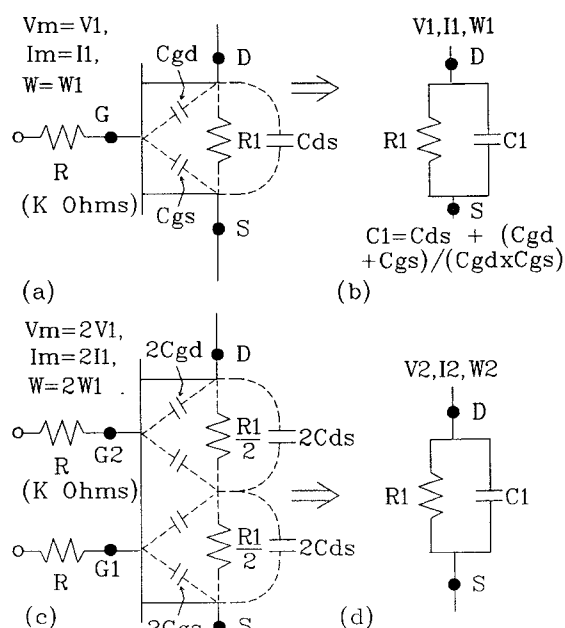 Vm=V1,
Im=I1,
W=W1
Cgd
D
G
R
(K Ohms)
R1
Cds
Cgs
S
(a)
V1,I1,W1
D
R1
C1
S
C1=Cds + (Cgd
+Cgs)/(CgdxCgs)
(b)
Vm=2V1,
Im=2I1,
W=2W1
2Cgd
D
R
G2
(K Ohms)
R1
2
2Cds
R
G1
R1
2
2Cds
2Cgs
S
(c)
V2,I2,W2
D
R1
C1
S
(d)